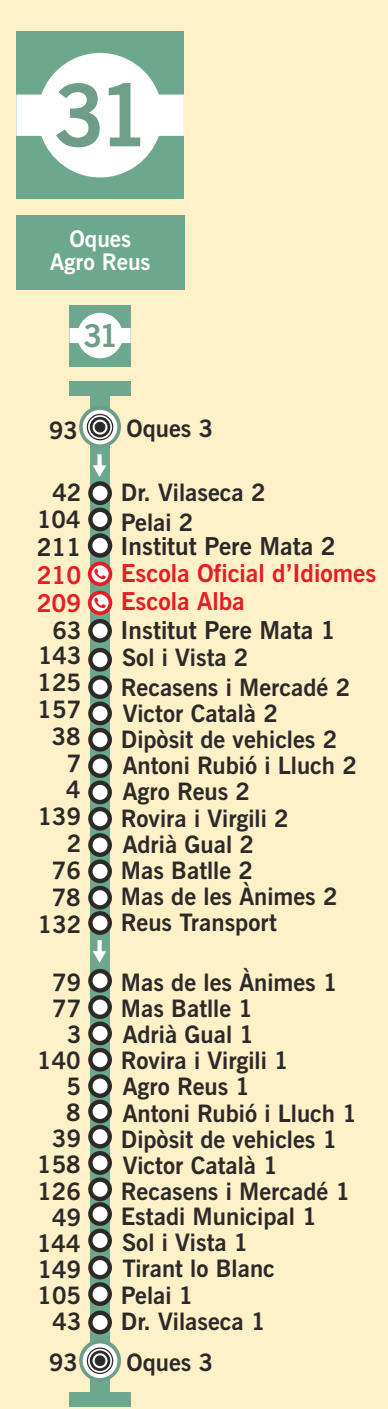 31
Oques
Agro Reus
31
93 Oques 3
42 Dr. Vilaseca 2
104 Pelai 2
211 Institut Pere Mata 2
210 Escola Oficial d'Idiomes
209 Escola Alba
63 Institut Pere Mata 1
143 Sol i Vista 2
125 Recasens i Mercadé 2
157 Victor Català 2
38 Dipòsit de vehicles 2
7 Antoni Rubió i Lluch 2
4 Agro Reus 2
139 Rovira i Virgili 2
2 Adrià Gual 2
76 Mas Batlle 2
78 Mas de les Ànimes 2
132 Reus Transport
79 Mas de les Ànimes 1
77 Mas Batlle 1
3 Adrià Gual 1
140 Rovira i Virgili 1
5 Agro Reus 1
8 Antoni Rubió i Lluch 1
39 Dipòsit de vehicles 1
158 Victor Català 1
126 Recasens i Mercadé 1
49 Estadi Municipal 1
144 Sol i Vista 1
149 Tirant lo Blanc
105 Pelai 1
43 Dr. Vilaseca 1
93 Oques 3